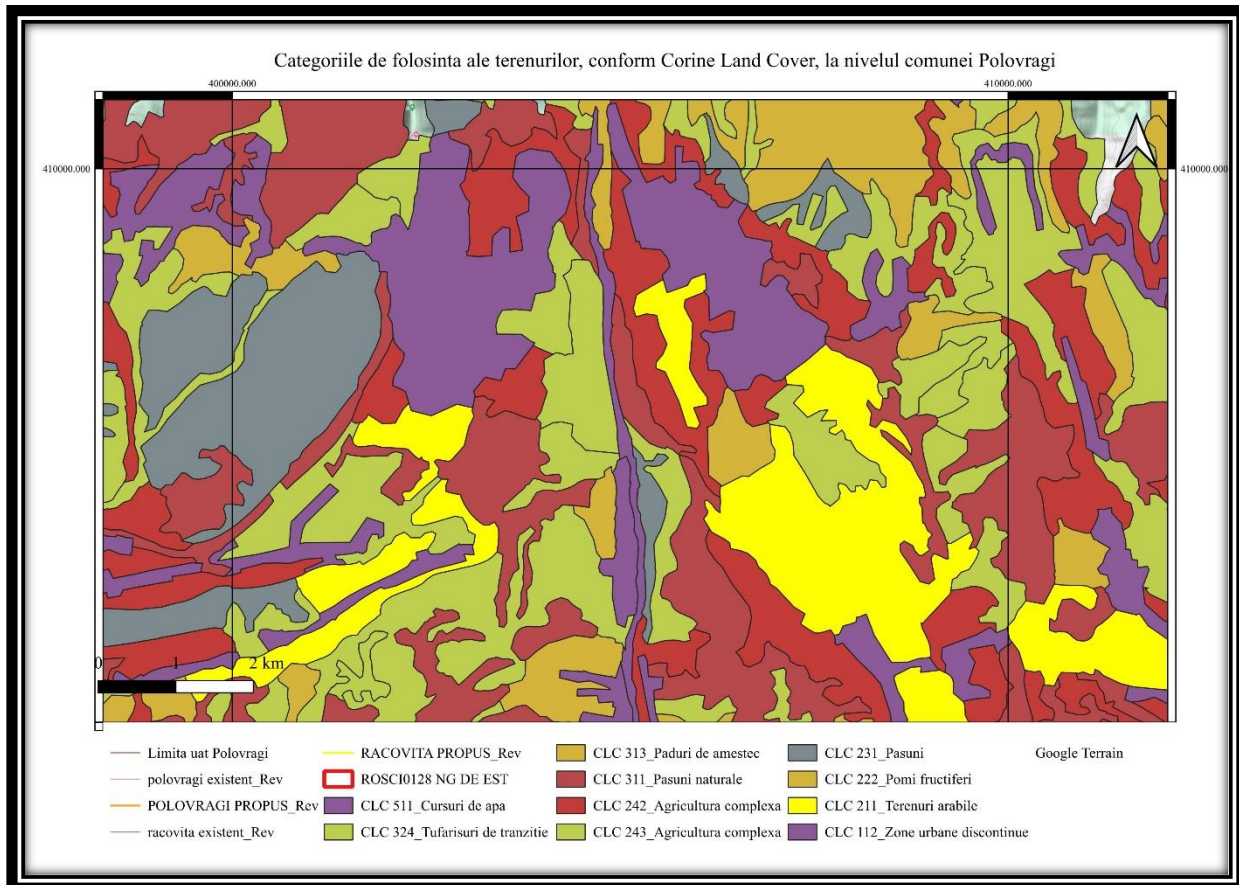 Categoriile de folosinta ale terenurilor, conform Corine Land Cover, la nivelul comunei Polovragi
400000.000
410000.000
410000.000
410000.000
0 1 2 km
Limita uat Polovragi
polovragi existent_Rev
POLOVRAGI PROPUS_Rev
racovita existent_Rev
RACOVITA PROPUS_Rev
ROSCI0128 NG DE EST
CLC 511_Cursuri de apa
CLC 324_Tufarisuri de tranzitie
CLC 313_Paduri de amestec
CLC 311_Pasuni naturale
CLC 242_Agricultura complexa
CLC 243_Agricultura complexa
CLC 231_Pasuni
CLC 222_Pomi fructiferi
CLC 211_Terenuri arabile
CLC 112_Zone urbane discontinue
Google Terrain